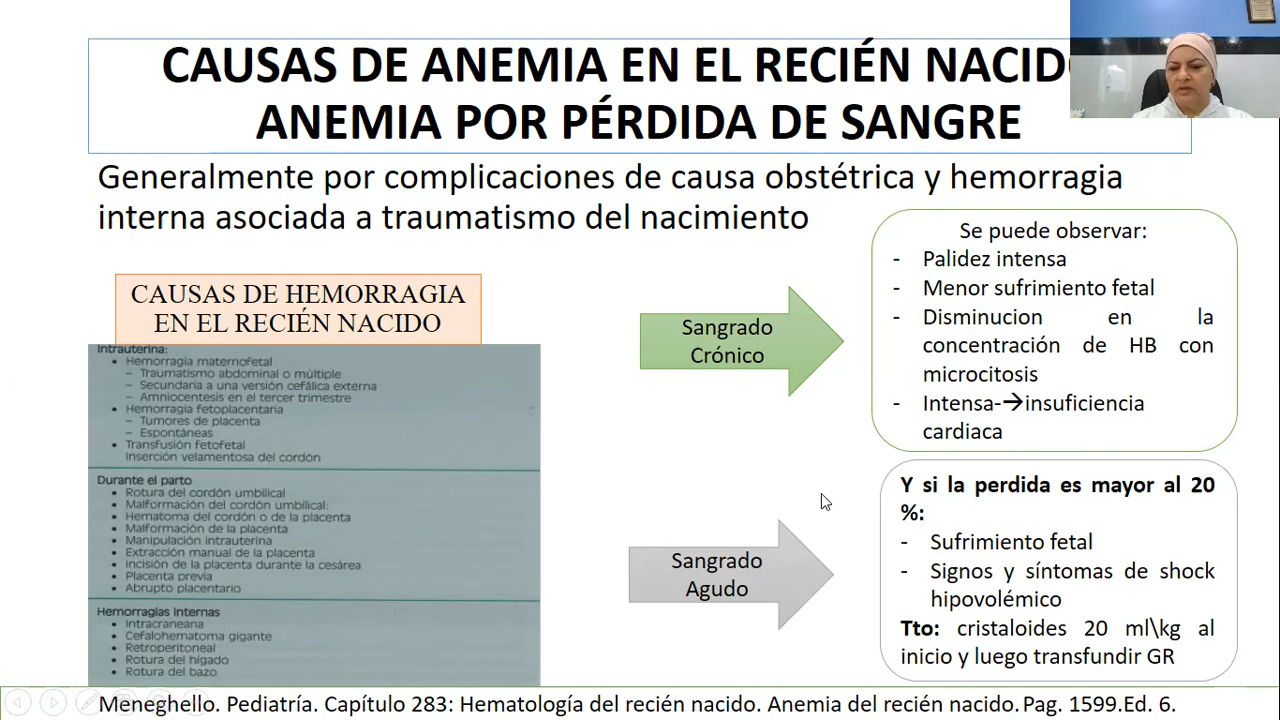 CAUSAS DE ANEMIA EN EL RECIÉN NACIDO
ANEMIA POR PÉRDIDA DE SANGRE
Generalmente por complicaciones de causa obstétrica y hemorragia
interna asociada a traumatismo del nacimiento
CAUSAS DE HEMORRAGIA
EN EL RECIÉN NACIDO
Intrauterina:
• Hemorragia maternofetal
– Traumatismo abdominal o múltiple
– Secundaria a una versión cefálica externa
– Amniocentesis en el tercer trimestre
• Hemorragia fetoplacentaria
– Tumores de placenta
– Espontáneas
• Transfusión fetofetal
Inserción velamentosa del cordón
Durante el parto
• Rotura del cordón umbilical
• Malformación del cordón umbilical:
• Hematoma del cordón o de la placenta
• Malformación de la placenta
• Manipulación intrauterina
• Extracción manual de la placenta
• Incisión de la placenta durante la cesárea
• Placenta previa
• Abrupto placentario
Hemorragias internas
• Intracraneana
• Cefalohematoma gigante
• Retroperitoneal
• Rotura del hígado
• Rotura del bazo
Sangrado
Crónico
Se puede observar:
- Palidez intensa
- Menor sufrimiento fetal
- Disminucion en la
concentración de HB con
microcitosis
- Intensa-→insuficiencia
cardiaca
Sangrado
Agudo
Y si la perdida es mayor al 20
%:
- Sufrimiento fetal
- Signos y síntomas de shock
hipovolémico
Tto: cristaloides 20 ml\kg al
inicio y luego transfundir GR
Meneghello. Pediatría. Capítulo 283: Hematología del recién nacido. Anemia del recién nacido. Pag. 1599.Ed. 6.